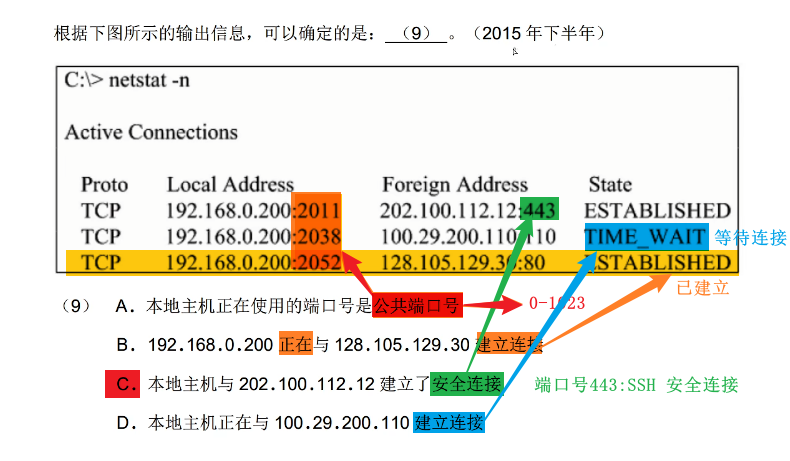 根据下图所示的输出信息，可以确定的是：（9）。（2015 年下半年）
C:\> netstat -n
Active Connections
Proto Local Address Foreign Address State
TCP 192.168.0.200:2011 202.100.112.12:443 ESTABLISHED
TCP 192.168.0.200:2038 100.29.200.110:110 TIME_WAIT 等待连接
TCP 192.168.0.200:2052 128.105.129.30:80 ESTABLISHED
已建立
（9） A. 本地主机正在使用的端口号是公共端口号 0-1023
B. 192.168.0.200 正在与 128.105.129.30 建立连接
C. 本地主机与 202.100.112.12 建立了安全连接 端口号443:SSH 安全连接
D. 本地主机正在与 100.29.200.110 建立连接